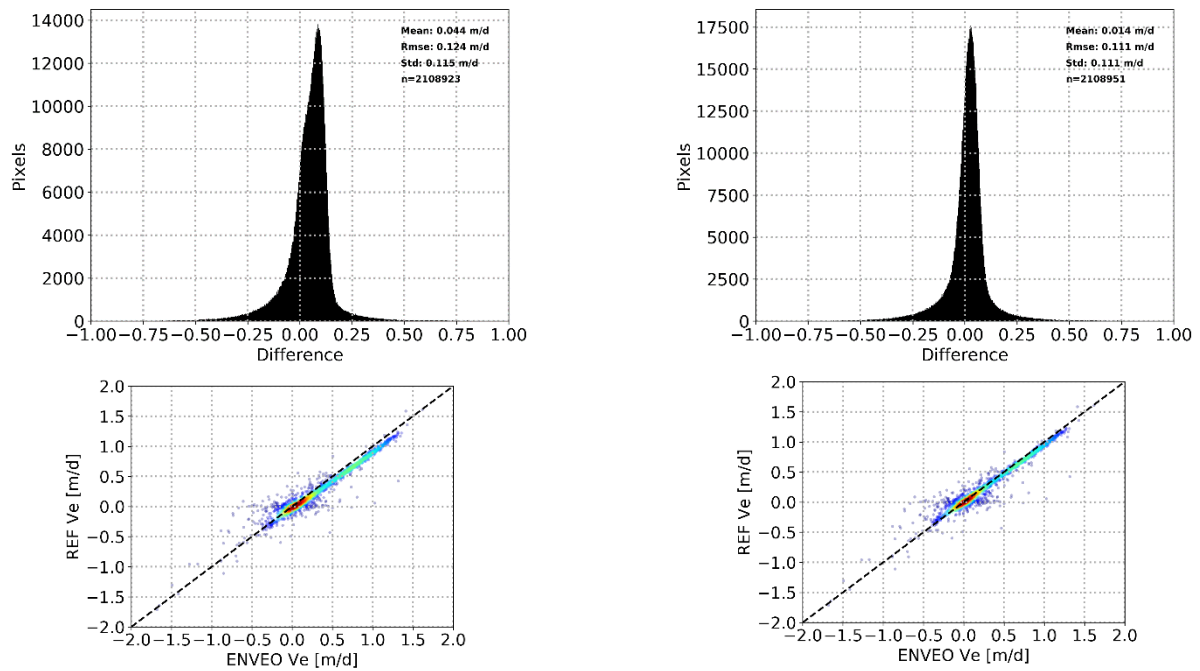 14000
12000
10000
8000
6000
4000
2000
0
Pixels
Mean: 0.044 m/d
Rmse: 0.124 m/d
Std: 0.115 m/d
n=2108923
−1.00 −0.75 −0.50 −0.25 0.00 0.25 0.50 0.75 1.00
Difference
17500
15000
12500
10000
7500
5000
2500
0
Pixels
Mean: 0.014 m/d
Rmse: 0.111 m/d
Std: 0.111 m/d
n=2108951
−1.00 −0.75 −0.50 −0.25 0.00 0.25 0.50 0.75 1.00
Difference
2.0
1.5
1.0
0.5
0.0
−0.5
−1.0
−1.5
−2.0
REF Ve [m/d]
−2.0 −1.5 −1.0 −0.5 0.0 0.5 1.0 1.5 2.0
ENVEO Ve [m/d]
2.0
1.5
1.0
0.5
0.0
−0.5
−1.0
−1.5
−2.0
REF Ve [m/d]
−2.0 −1.5 −1.0 −0.5 0.0 0.5 1.0 1.5 2.0
ENVEO Ve [m/d]